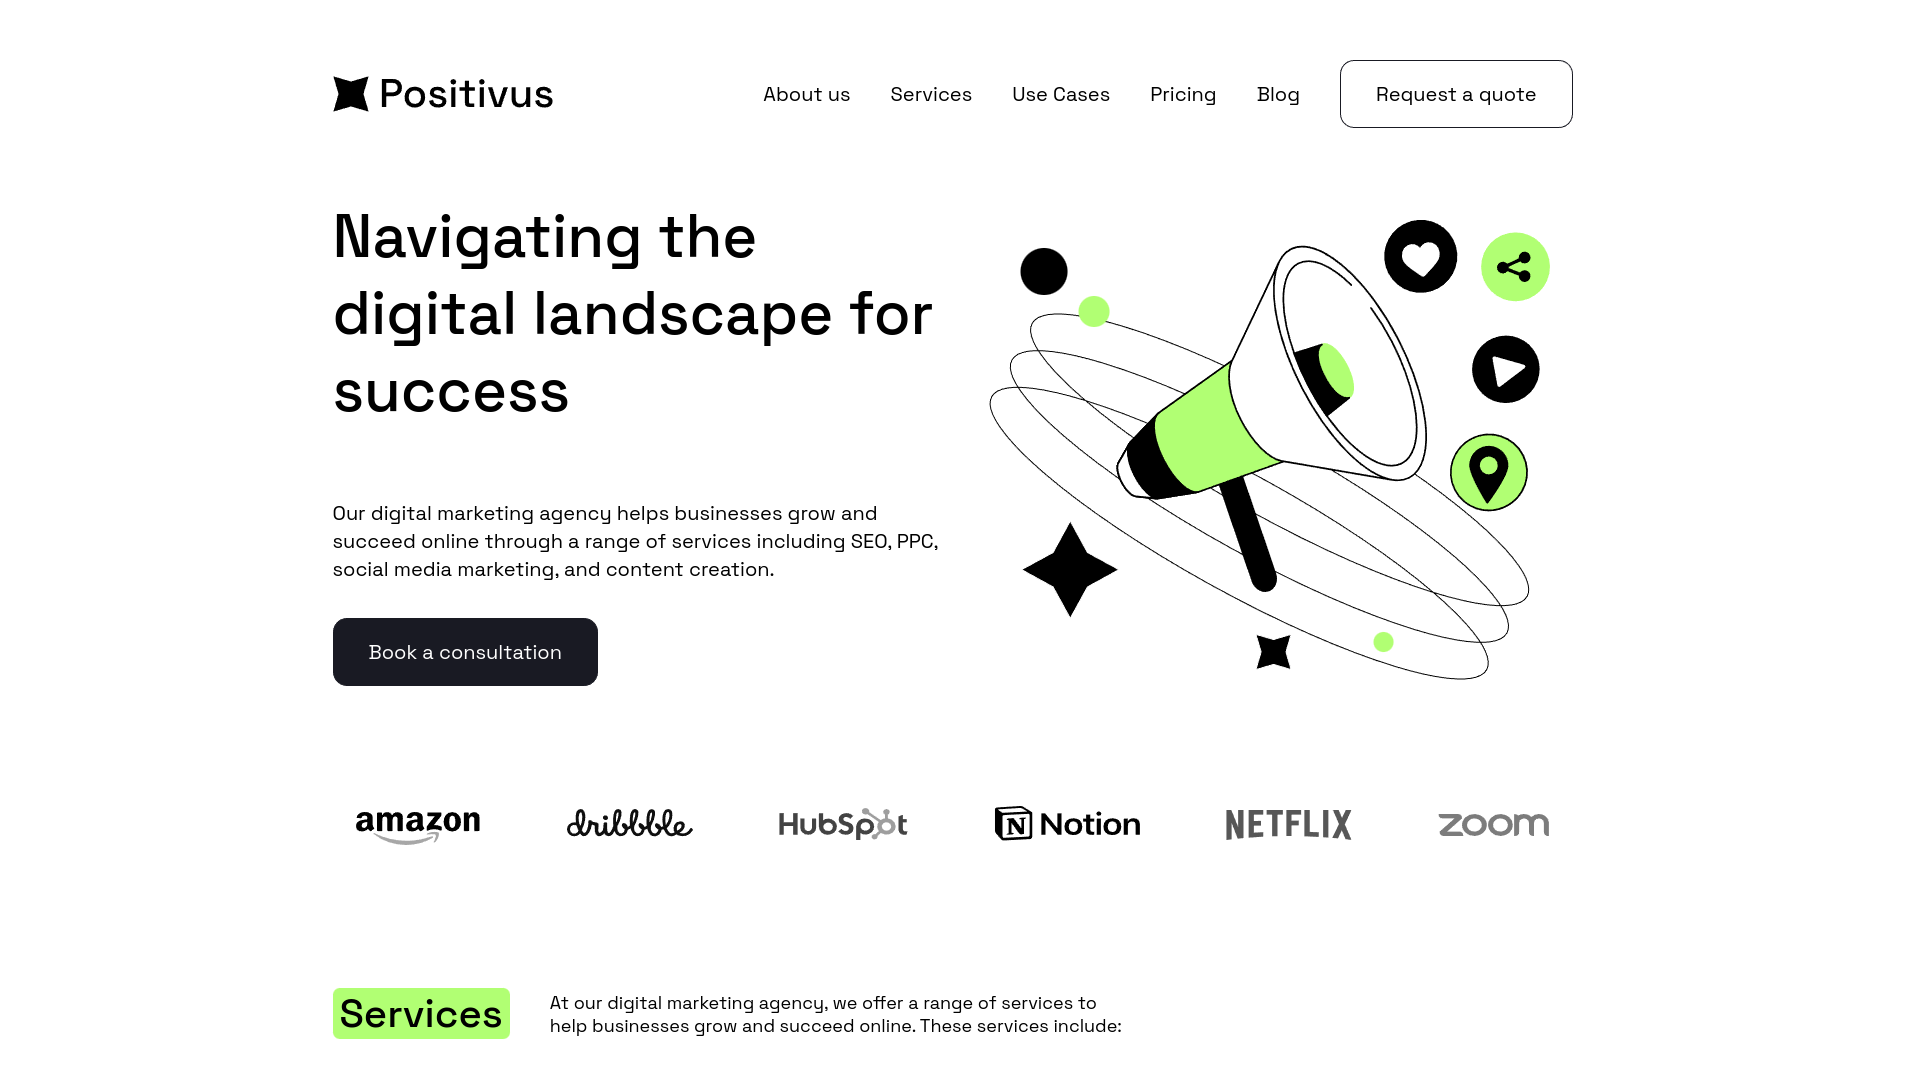 Positivus
About us
Services
Use Cases
Pricing
Blog
Request a quote
Navigating the
digital landscape for
success
Our digital marketing agency helps businesses grow and
succeed online through a range of services including SEO, PPC,
social media marketing, and content creation.
Book a consultation
amazon
dribbble
HubSpot
N Notion
NETFLIX
zoom
Services
At our digital marketing agency, we offer a range of services to
help businesses grow and succeed online. These services include: